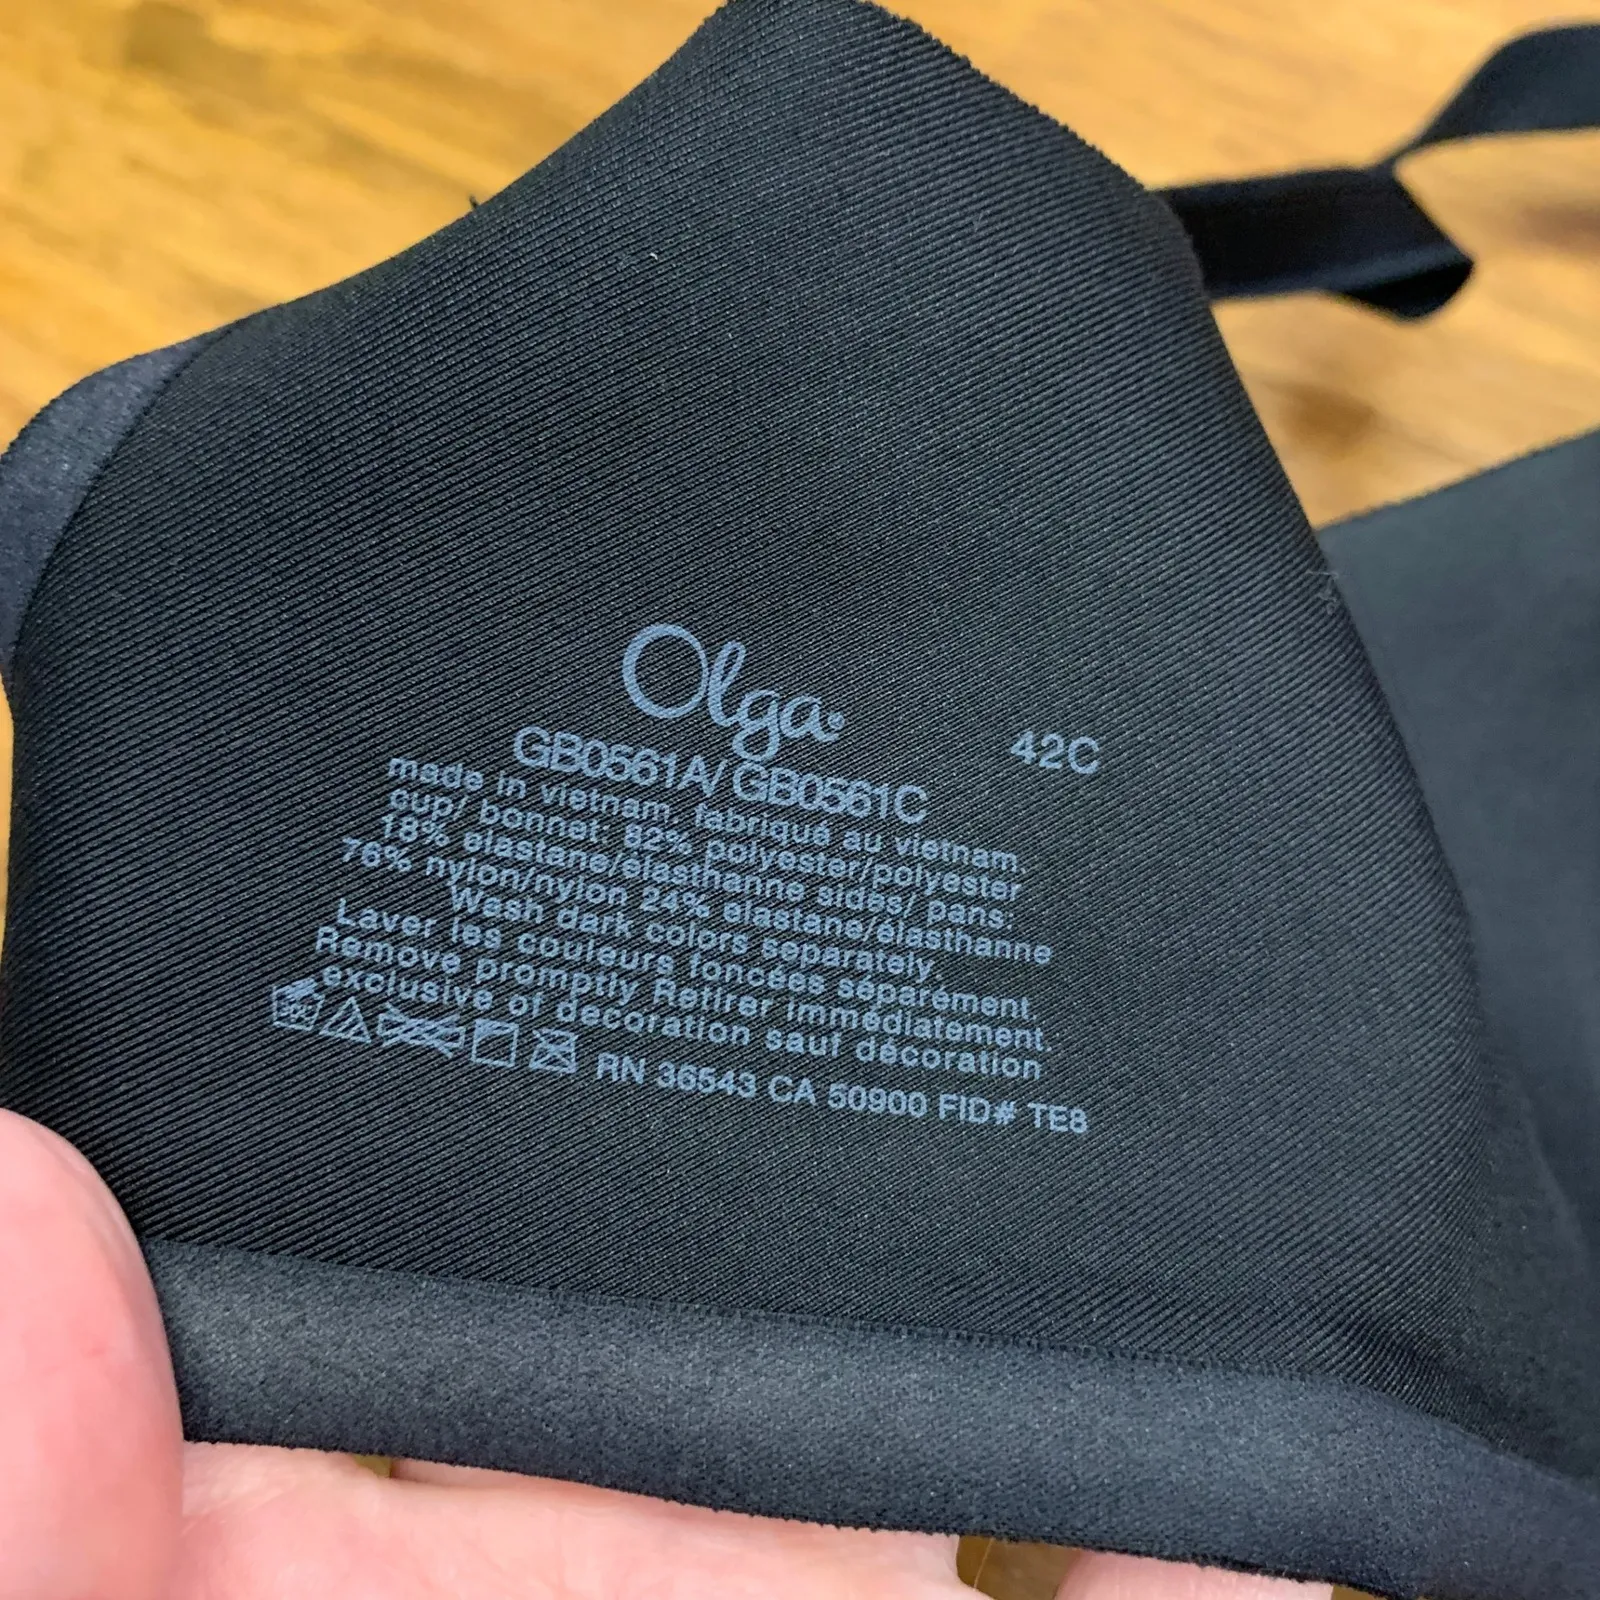 Olga®
42C
GB0561A/ GB0561C
made in vietnam. fabriqué au vietnam.
cup/ bonnet: 82% polyester/polyester
18% elastane/élasthanne sides/ pans:
76% nylon/nylon 24% elastane/élasthanne
Wash dark colors separately.
Laver les couleurs foncées séparément.
Remove promptly Retirer immédiatement.
exclusive of decoration sauf décoration
RN 36543 CA 50900 FID# TE8